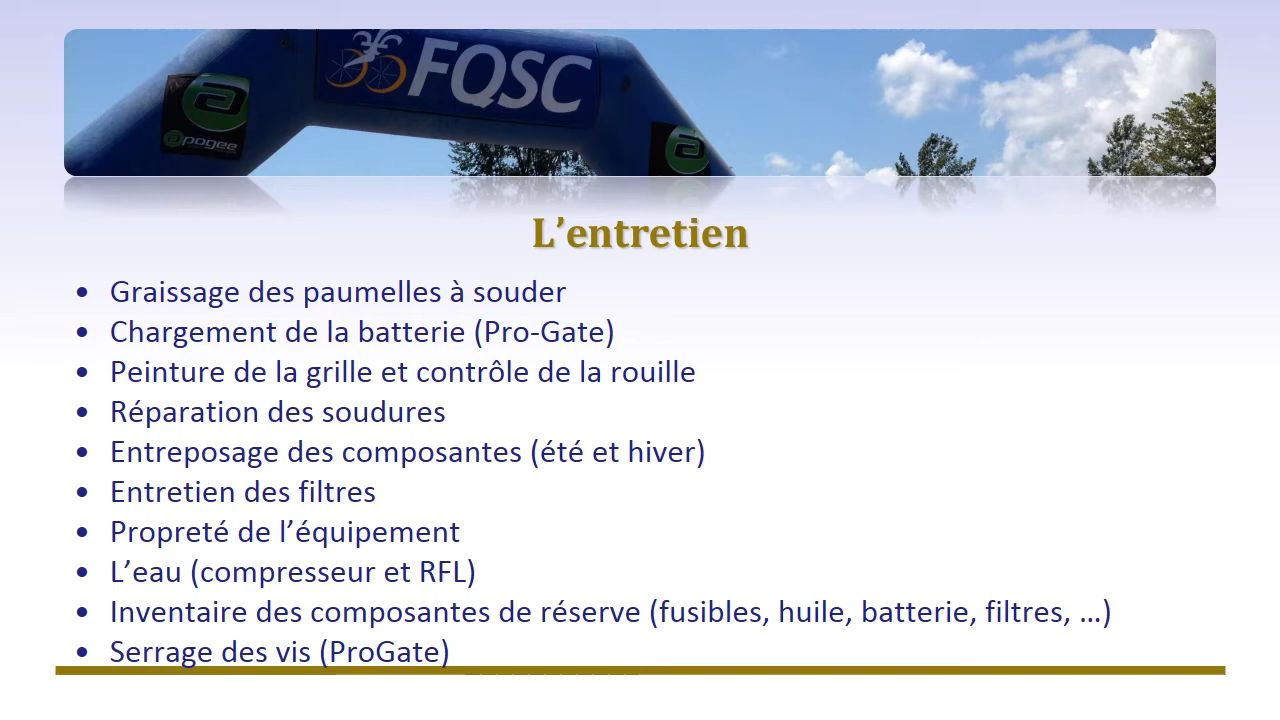 FQSC
apogee
L’entretien
• Graissage des paumelles à souder
• Chargement de la batterie (Pro-Gate)
• Peinture de la grille et contrôle de la rouille
• Réparation des soudures
• Entreposage des composantes (été et hiver)
• Entretien des filtres
• Propreté de l’équipement
• L’eau (compresseur et RFL)
• Inventaire des composantes de réserve (fusibles, huile, batterie, filtres, …)
• Serrage des vis (ProGate)